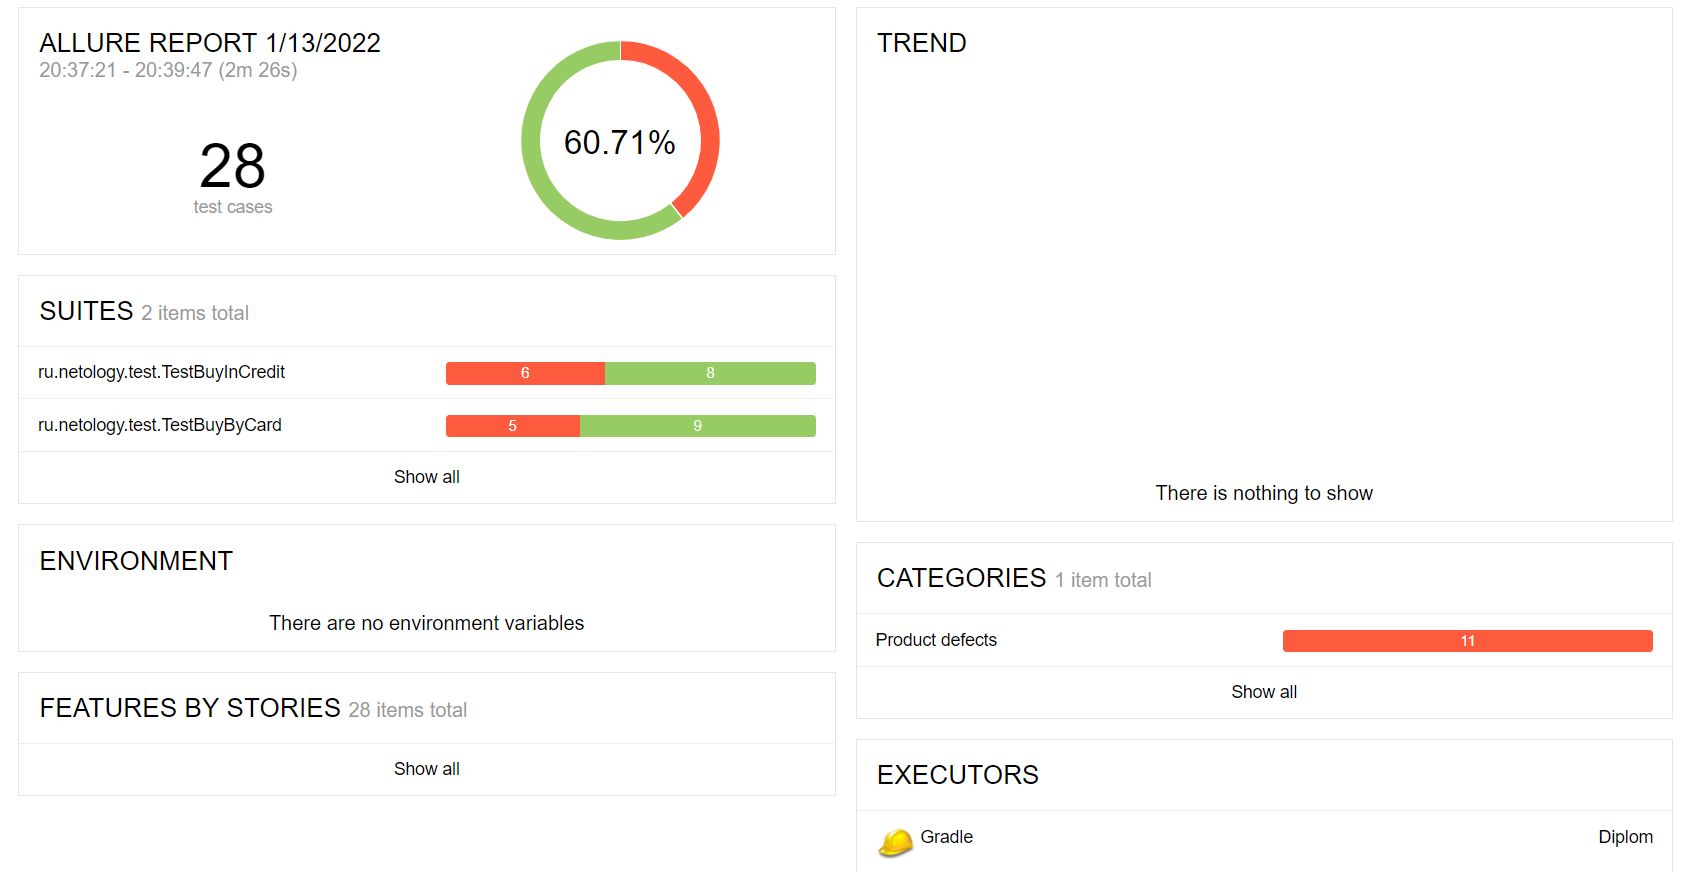 ALLURE REPORT 1/13/2022
20:37:21 - 20:39:47 (2m 26s)
28
test cases
60.71%
SUITES 2 items total
ru.netology.test.TestBuyInCredit 6 8
ru.netology.test.TestBuyByCard 5 9
Show all
ENVIRONMENT
There are no environment variables
FEATURES BY STORIES 28 items total
Show all
TREND
There is nothing to show
CATEGORIES 1 item total
Product defects 11
Show all
EXECUTORS
Gradle Diplom